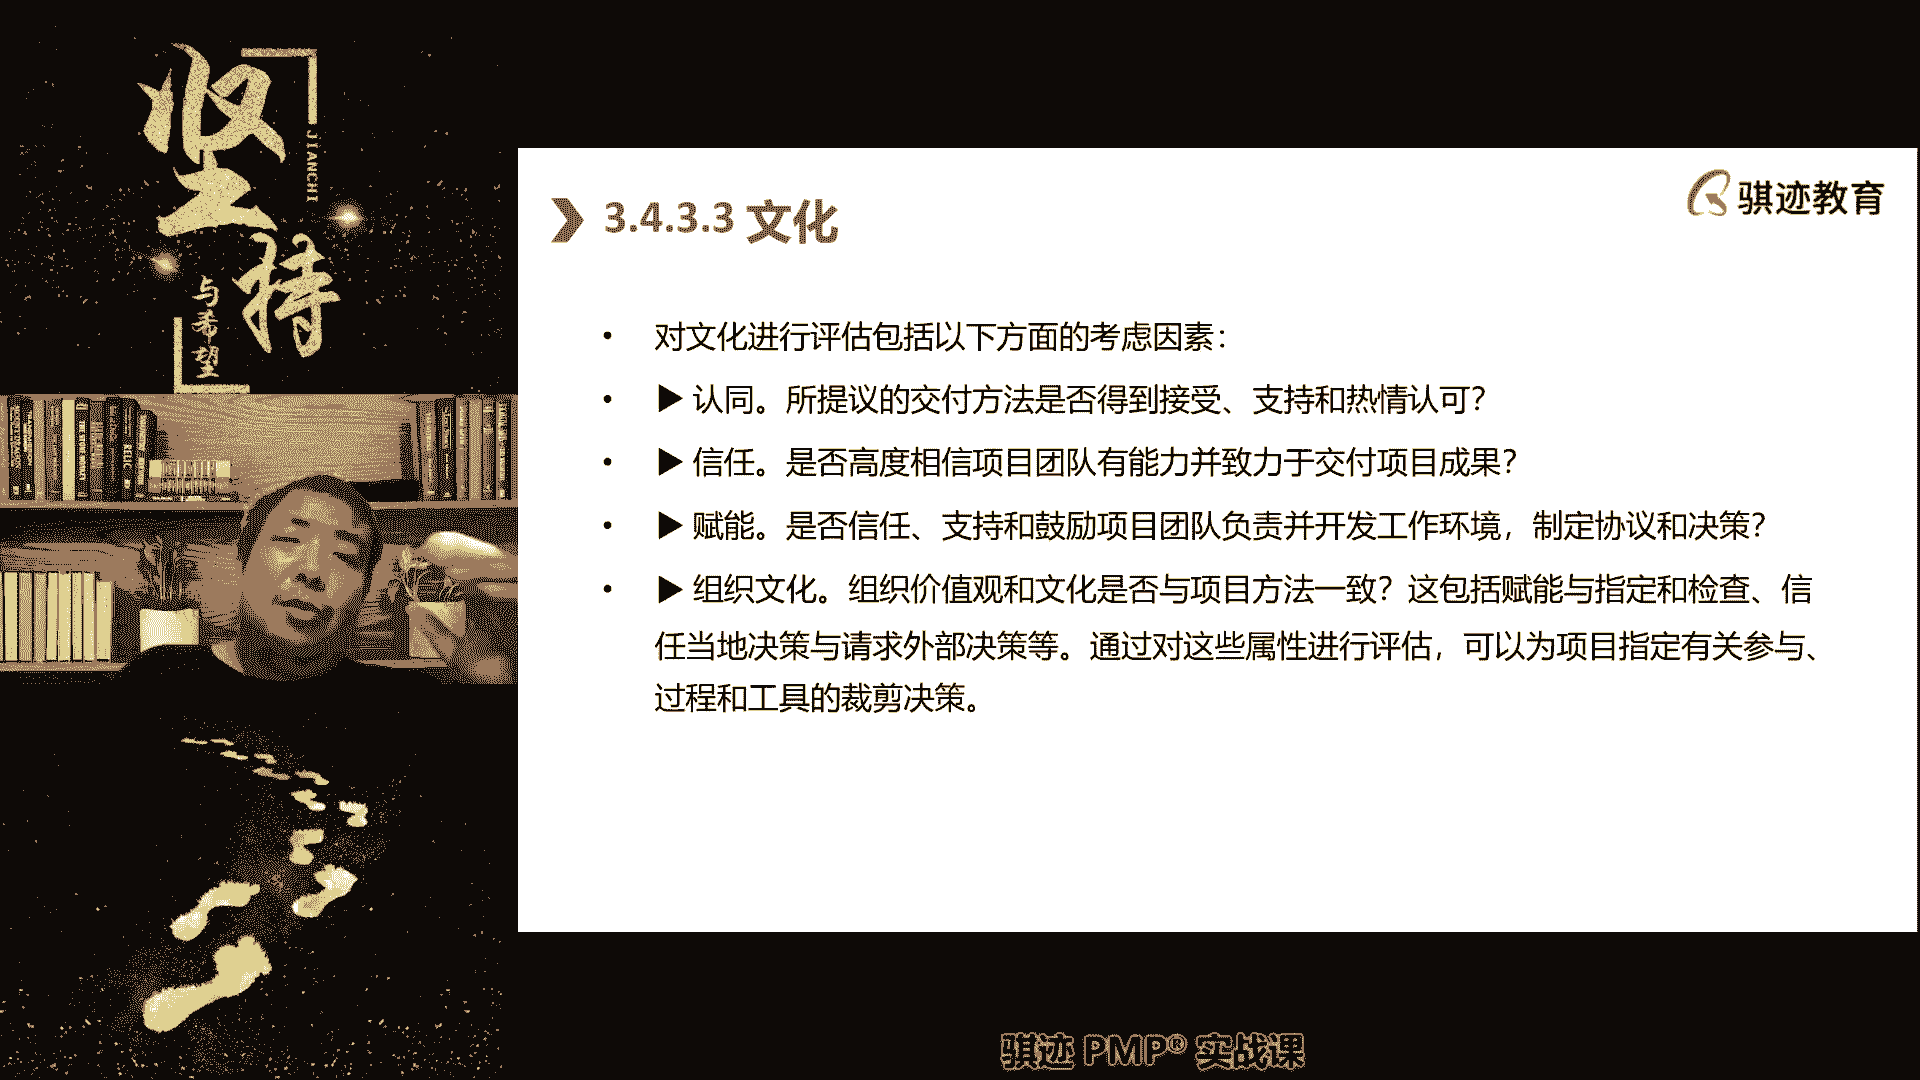 坚持
JIANCHI
与希望
骐迹教育
3.4.3.3 文化
• 对文化进行评估包括以下方面的考虑因素：
• ▶ 认同。所提议的交付方法是否得到接受、支持和热情认可？
• ▶ 信任。是否高度相信项目团队有能力并致力于交付项目成果？
• ▶ 赋能。是否信任、支持和鼓励项目团队负责并开发工作环境，制定协议和决策？
• ▶ 组织文化。组织价值观和文化是否与项目方法一致？这包括赋能与指定和检查、信
任当地决策与请求外部决策等。通过对这些属性进行评估，可以为项目指定有关参与、
过程和工具的裁剪决策。
骐迹 PMP® 实战课